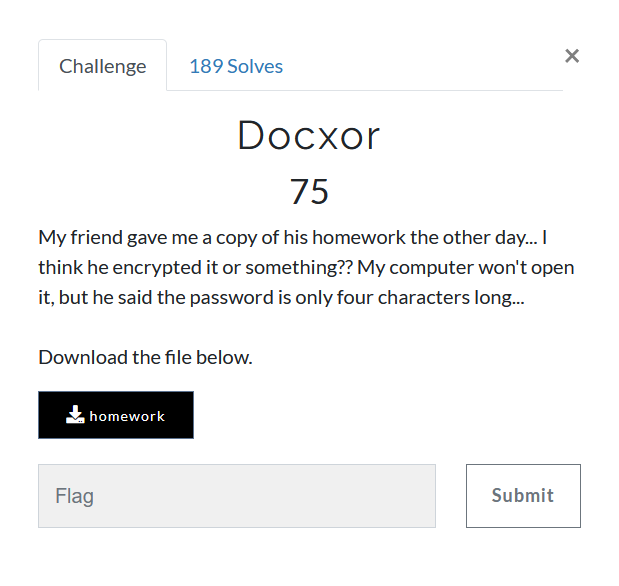 Challenge
189 Solves
×
Docxor
75
My friend gave me a copy of his homework the other day... I
think he encrypted it or something?? My computer won't open
it, but he said the password is only four characters long...
Download the file below.
homework
Flag
Submit